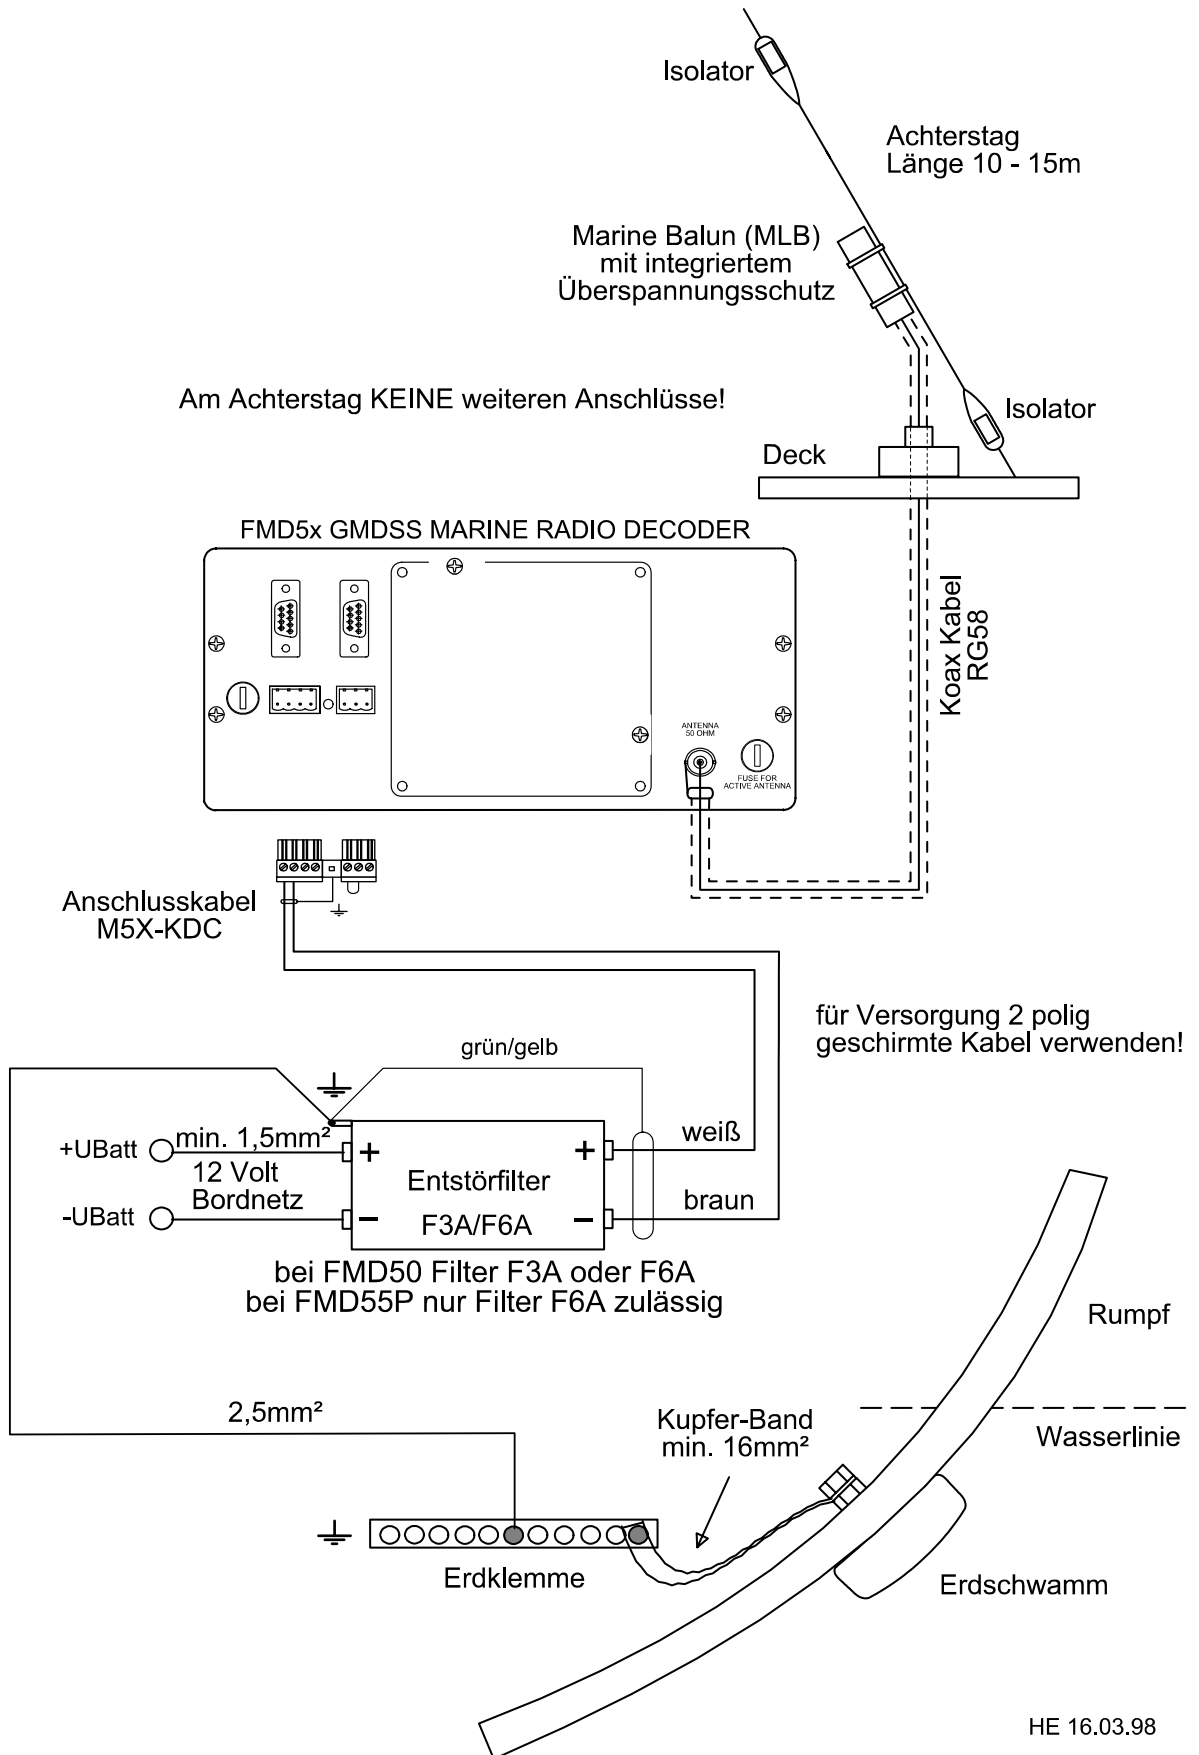 Isolator
Achterstag
Länge 10 - 15m
Marine Balun (MLB)
mit integriertem
Überspannungsschutz
Am Achterstag KEINE weiteren Anschlüsse!
Isolator
Deck
FMD5x GMDSS MARINE RADIO DECODER
Koax Kabel
RG58
ANTENNA
50 OHM
FUSE FOR
ACTIVE ANTENNA
Anschlusskabel
M5X-KDC
für Versorgung 2 polig
geschirmte Kabel verwenden!
grün/gelb
+UBatt
min. 1,5mm²
12 Volt
Bordnetz
-UBatt
+
+
Entstörfilter
F3A/F6A
−
−
weiß
braun
bei FMD50 Filter F3A oder F6A
bei FMD55P nur Filter F6A zulässig
Rumpf
2,5mm²
Kupfer-Band
min. 16mm²
Wasserlinie
Erdklemme
Erdschwamm
HE 16.03.98